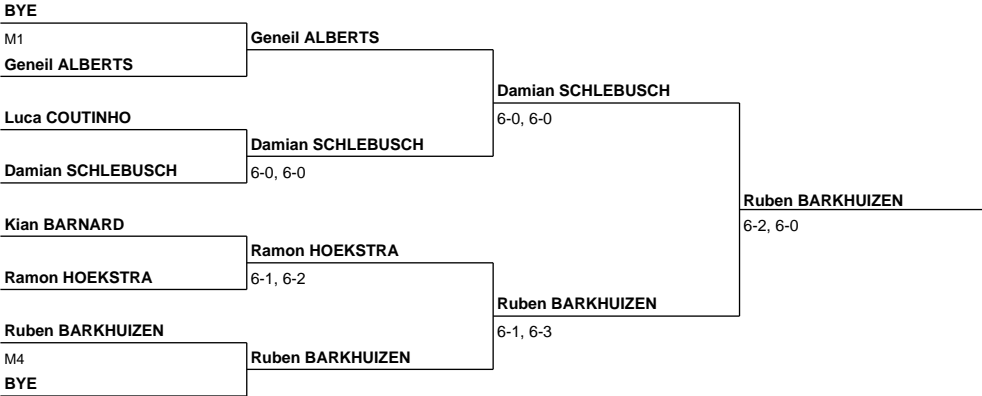 BYE
M1
Geneil ALBERTS
Geneil ALBERTS
Luca COUTINHO
Damian SCHLEBUSCH
Damian SCHLEBUSCH
6-0, 6-0
Damian SCHLEBUSCH
6-0, 6-0
Kian BARNARD
Ramon HOEKSTRA
Ramon HOEKSTRA
6-1, 6-2
Ruben BARKHUIZEN
M4
BYE
Ruben BARKHUIZEN
Ruben BARKHUIZEN
6-1, 6-3
Ruben BARKHUIZEN
6-2, 6-0